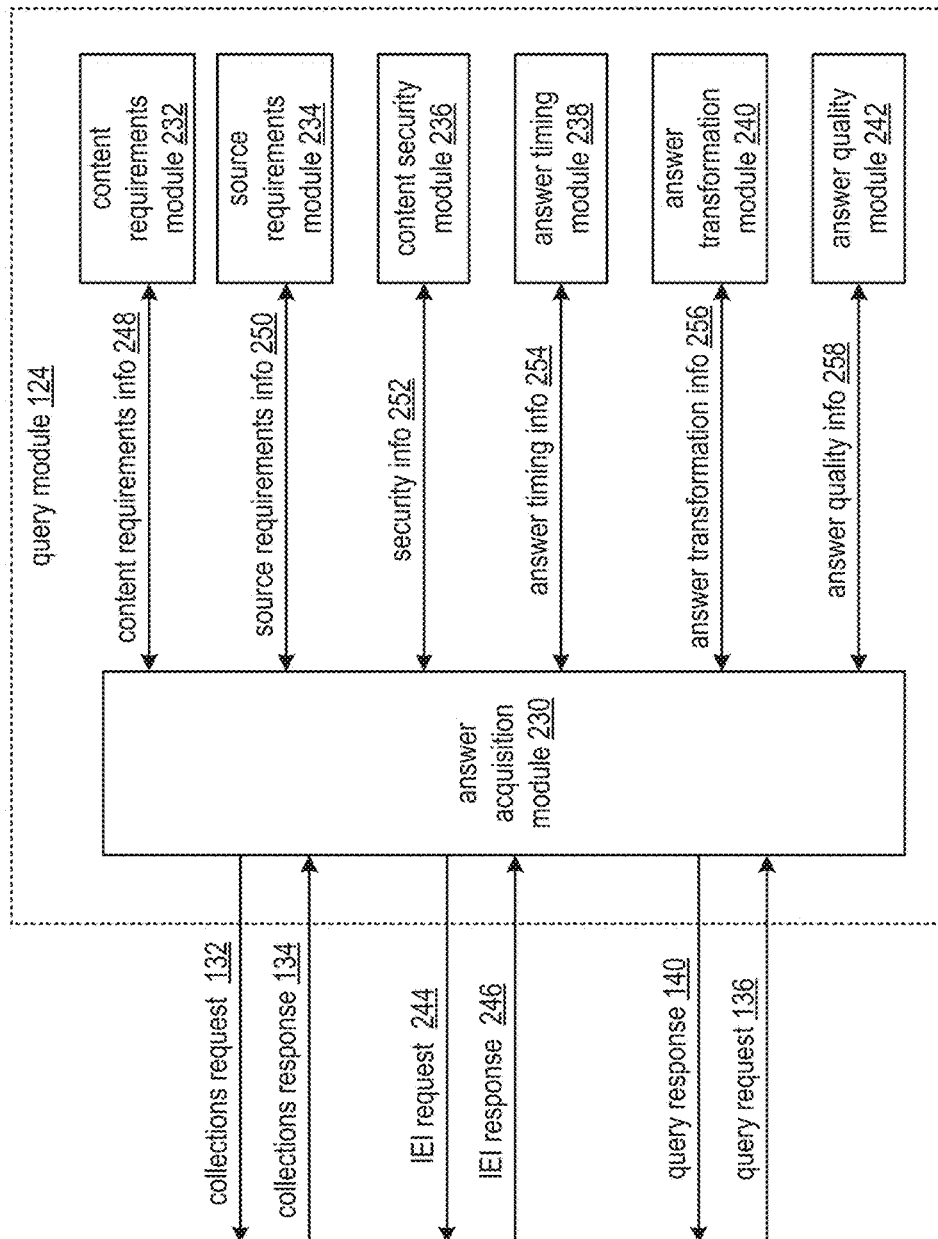 query module 124
content
requirements
module 232
source
requirements
module 234
content security
module 236
answer timing
module 238
answer
transformation
module 240
answer quality
module 242
content requirements info 248
source requirements info 250
security info 252
answer timing info 254
answer transformation info 256
answer quality info 258
answer
acquisition
module 230
collections request 132
collections response 134
IEI request 244
IEI response 246
query response 140
query request 136